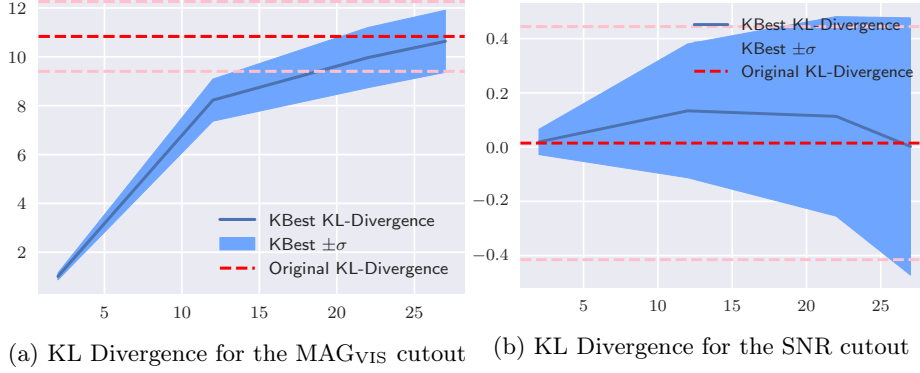 12
10
8
6
4
2
5
10
15
20
25
KBest KL-Divergence
KBest ±σ
Original KL-Divergence
(a) KL Divergence for the MAG_VIS cutout
0.4
0.2
0.0
−0.2
−0.4
5
10
15
20
25
KBest KL-Divergence
KBest ±σ
Original KL-Divergence
(b) KL Divergence for the SNR cutout